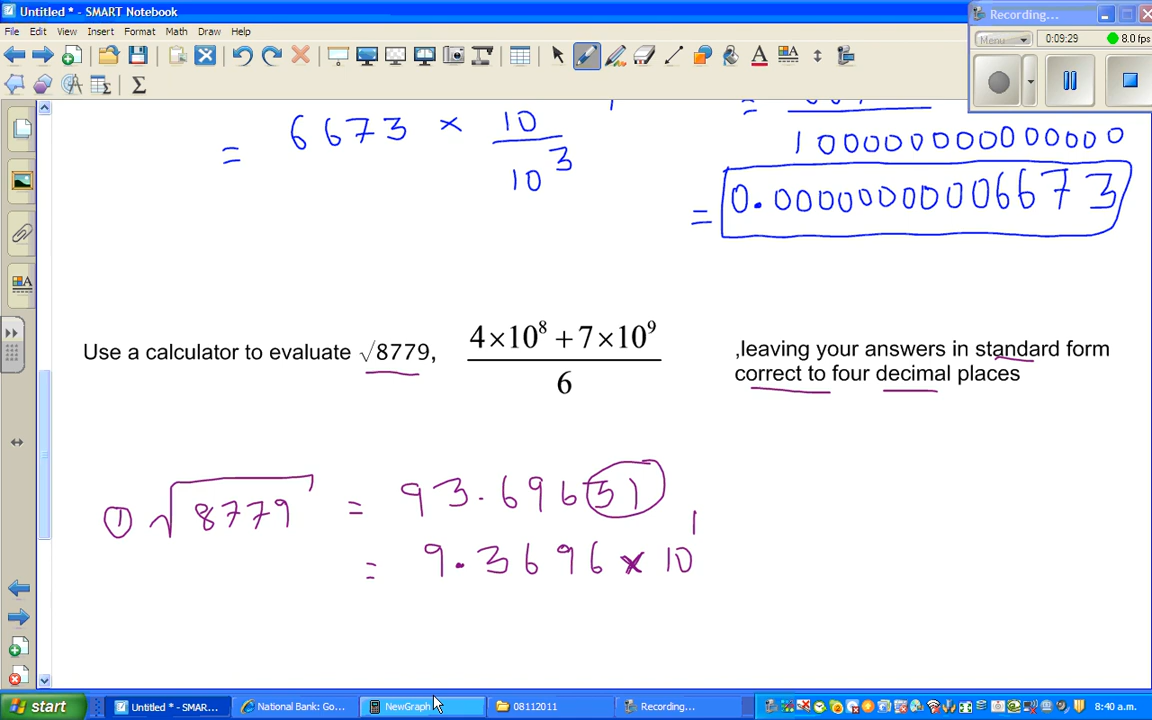 Untitled * - SMART Notebook
Recording...
File Edit View Insert Format Math Draw Help
Menu
0:09:29
8.0 fps
= 6673 × 10
10³
=
100000000000000
= 0.00000000006673
Use a calculator to evaluate √8779, (4×10⁸ + 7×10⁹)/6 ,leaving your answers in standard form
correct to four decimal places
① √8779 = 93.69651
= 9.3696 × 10¹
start
Untitled * - SMAR...
National Bank: Go...
NewGraph
08112011
Recording...
8:40 a.m.